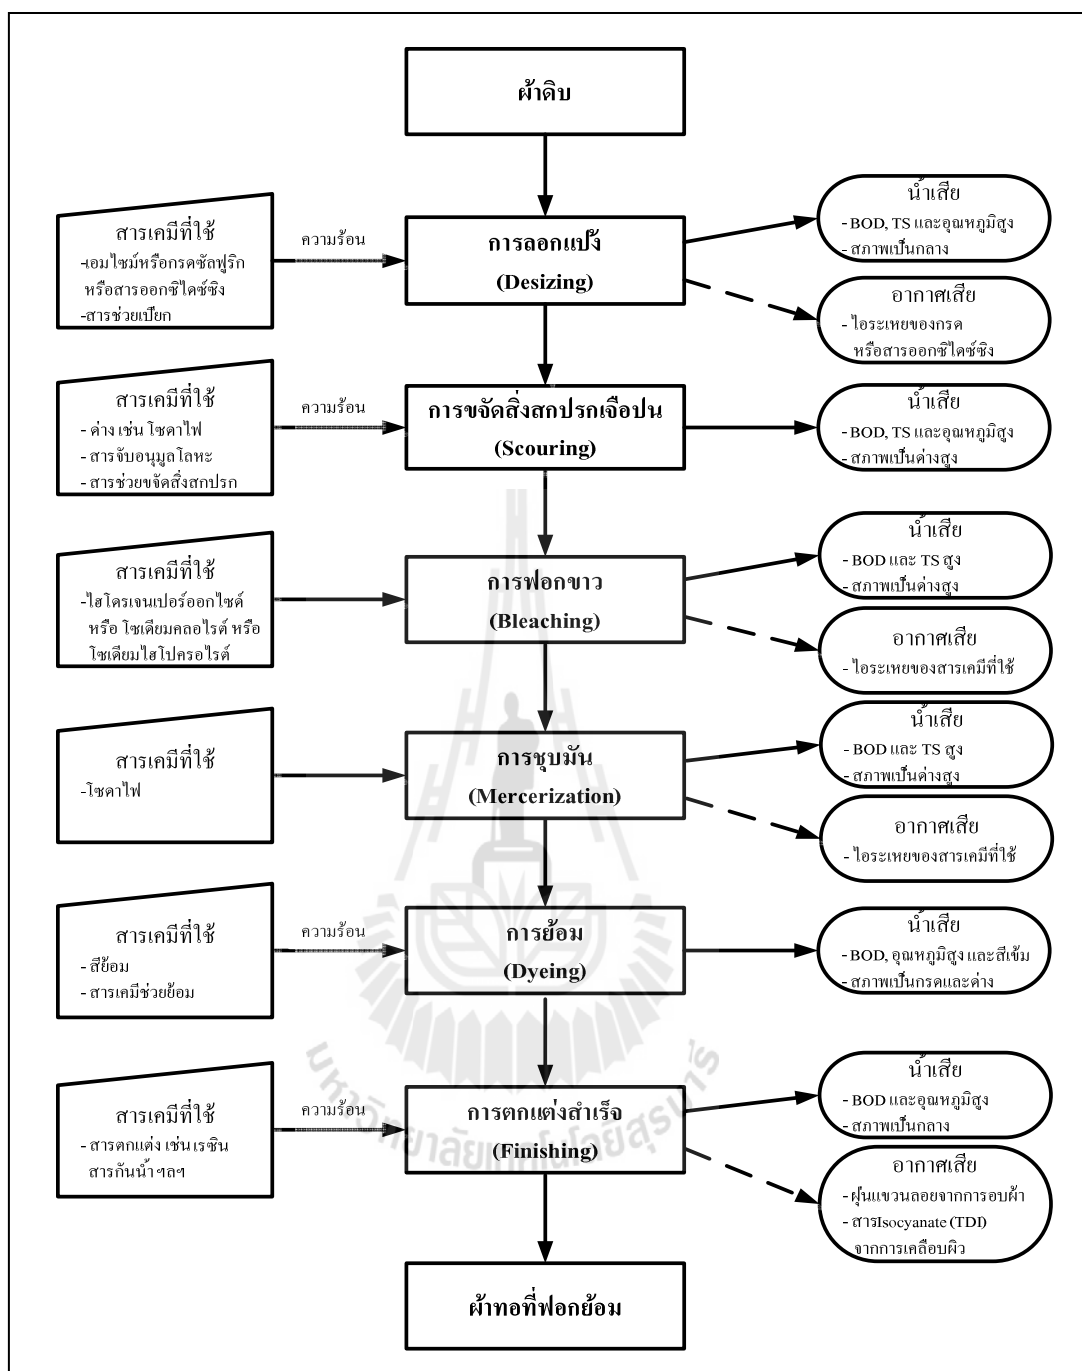 ผ้าดิบ
สารเคมีที่ใช้
-เอมไซม์หรือกรดซัลฟูริก
หรือสารออกซิไดซ์ซิง
-สารช่วยเปียก
ความร้อน
การลอกแป้ง
(Desizing)
น้ำเสีย
- BOD, TS และอุณหภูมิสูง
- สภาพเป็นกลาง
อากาศเสีย
- ไอระเหยของกรด
หรือสารออกซิไดซ์ซิง
สารเคมีที่ใช้
- ด่าง เช่น โซดาไฟ
- สารจับอนุมูลโลหะ
- สารช่วยขจัดสิ่งสกปรก
ความร้อน
การขจัดสิ่งสกปรกเจือปน
(Scouring)
น้ำเสีย
- BOD, TS และอุณหภูมิสูง
- สภาพเป็นด่างสูง
สารเคมีที่ใช้
-ไฮโดรเจนเปอร์ออกไซด์
หรือ โซเดียมคลอไรต์ หรือ
โซเดียมไฮโปครอไรต์
การฟอกขาว
(Bleaching)
น้ำเสีย
- BOD และ TS สูง
- สภาพเป็นด่างสูง
อากาศเสีย
- ไอระเหยของสารเคมีที่ใช้
สารเคมีที่ใช้
-โซดาไฟ
การชุบมัน
(Mercerization)
น้ำเสีย
- BOD และ TS สูง
- สภาพเป็นด่างสูง
อากาศเสีย
- ไอระเหยของสารเคมีที่ใช้
สารเคมีที่ใช้
- สีย้อม
- สารเคมีช่วยย้อม
ความร้อน
การย้อม
(Dyeing)
น้ำเสีย
- BOD, อุณหภูมิสูง และสีเข้ม
- สภาพเป็นกรดและด่าง
สารเคมีที่ใช้
- สารตกแต่ง เช่น เรซิน
สารกันน้ำ ฯลฯ
ความร้อน
การตกแต่งสำเร็จ
(Finishing)
น้ำเสีย
- BOD และอุณหภูมิสูง
- สภาพเป็นกลาง
อากาศเสีย
- ฝุ่นแขวนลอยจากการอบผ้า
- สารIsocyanate (TDI)
จากการเคลือบผิว
มหาวิทยาลัยเทคโนโลยีสุรนารี
ผ้าทอที่ฟอกย้อม